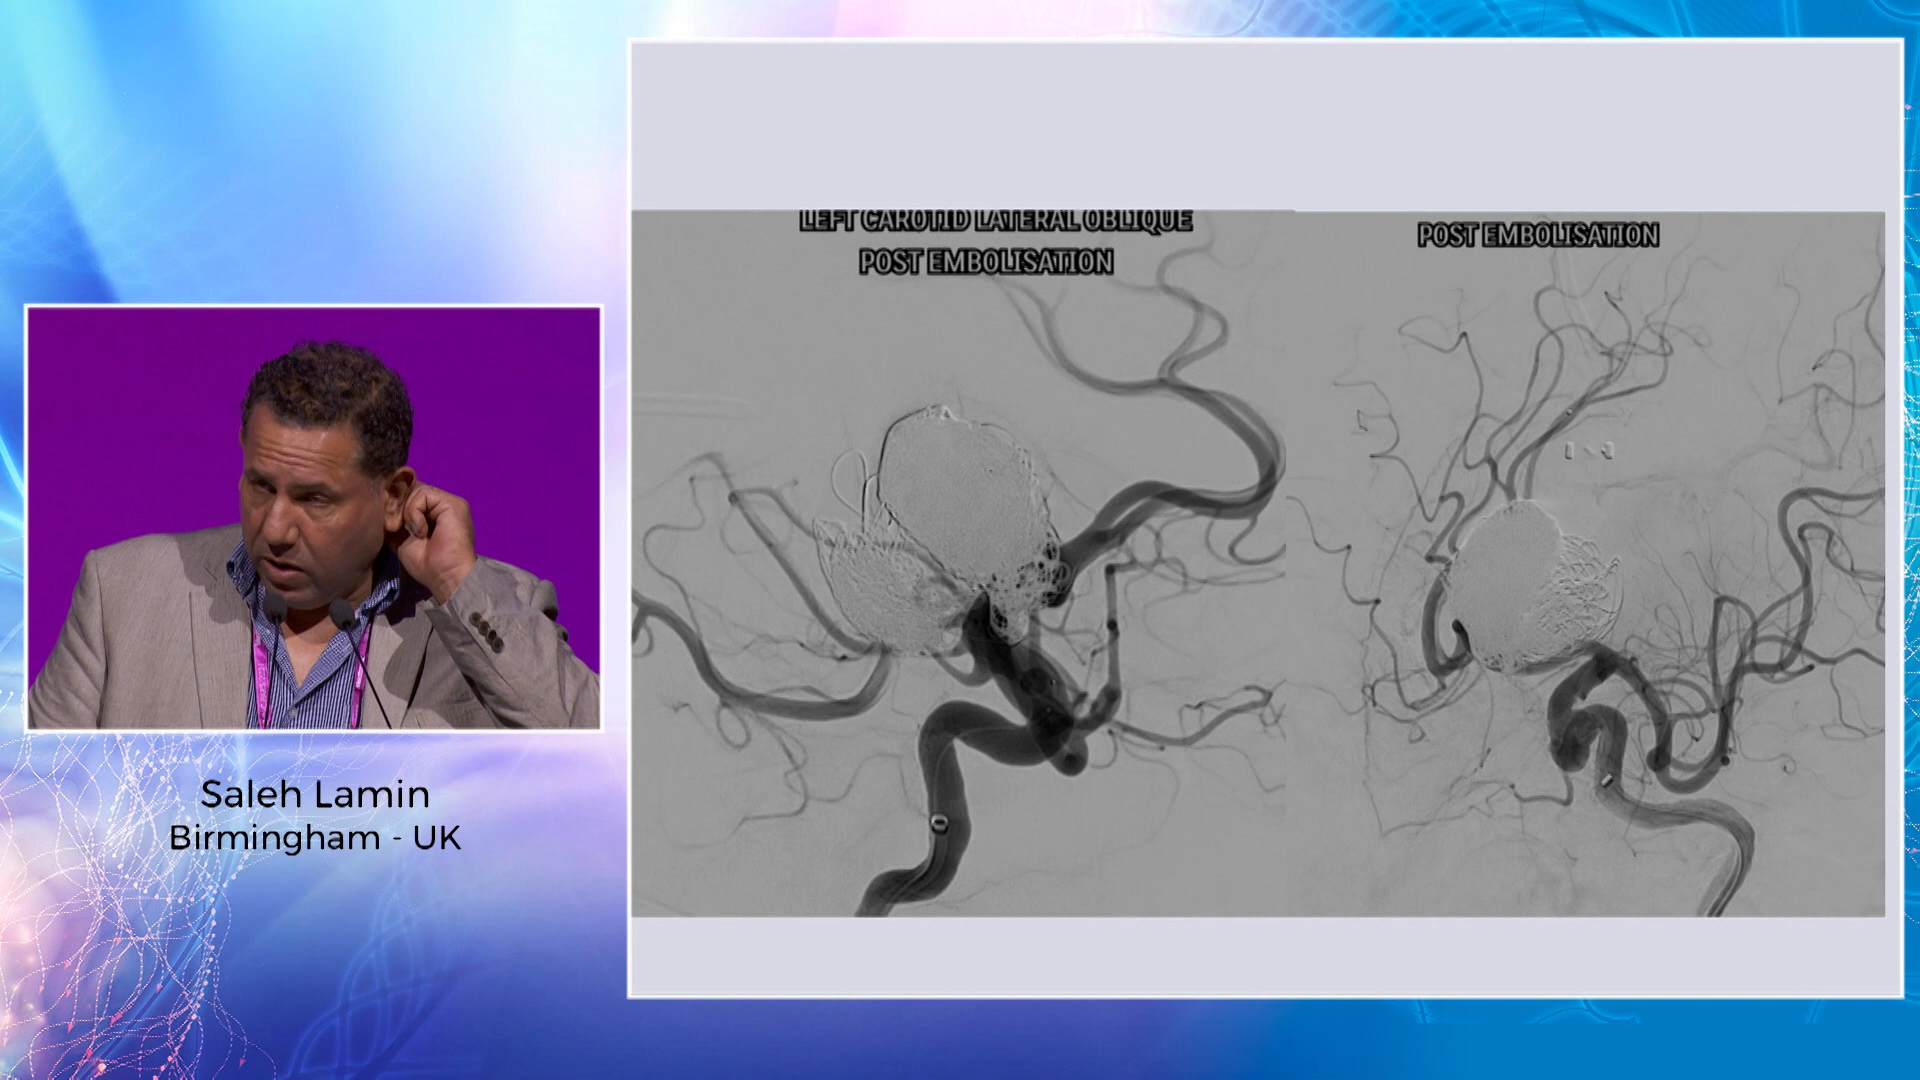 LEFT CAROTID LATERAL OBLIQUE
POST EMBOLISATION
POST EMBOLISATION
Saleh Lamin
Birmingham - UK